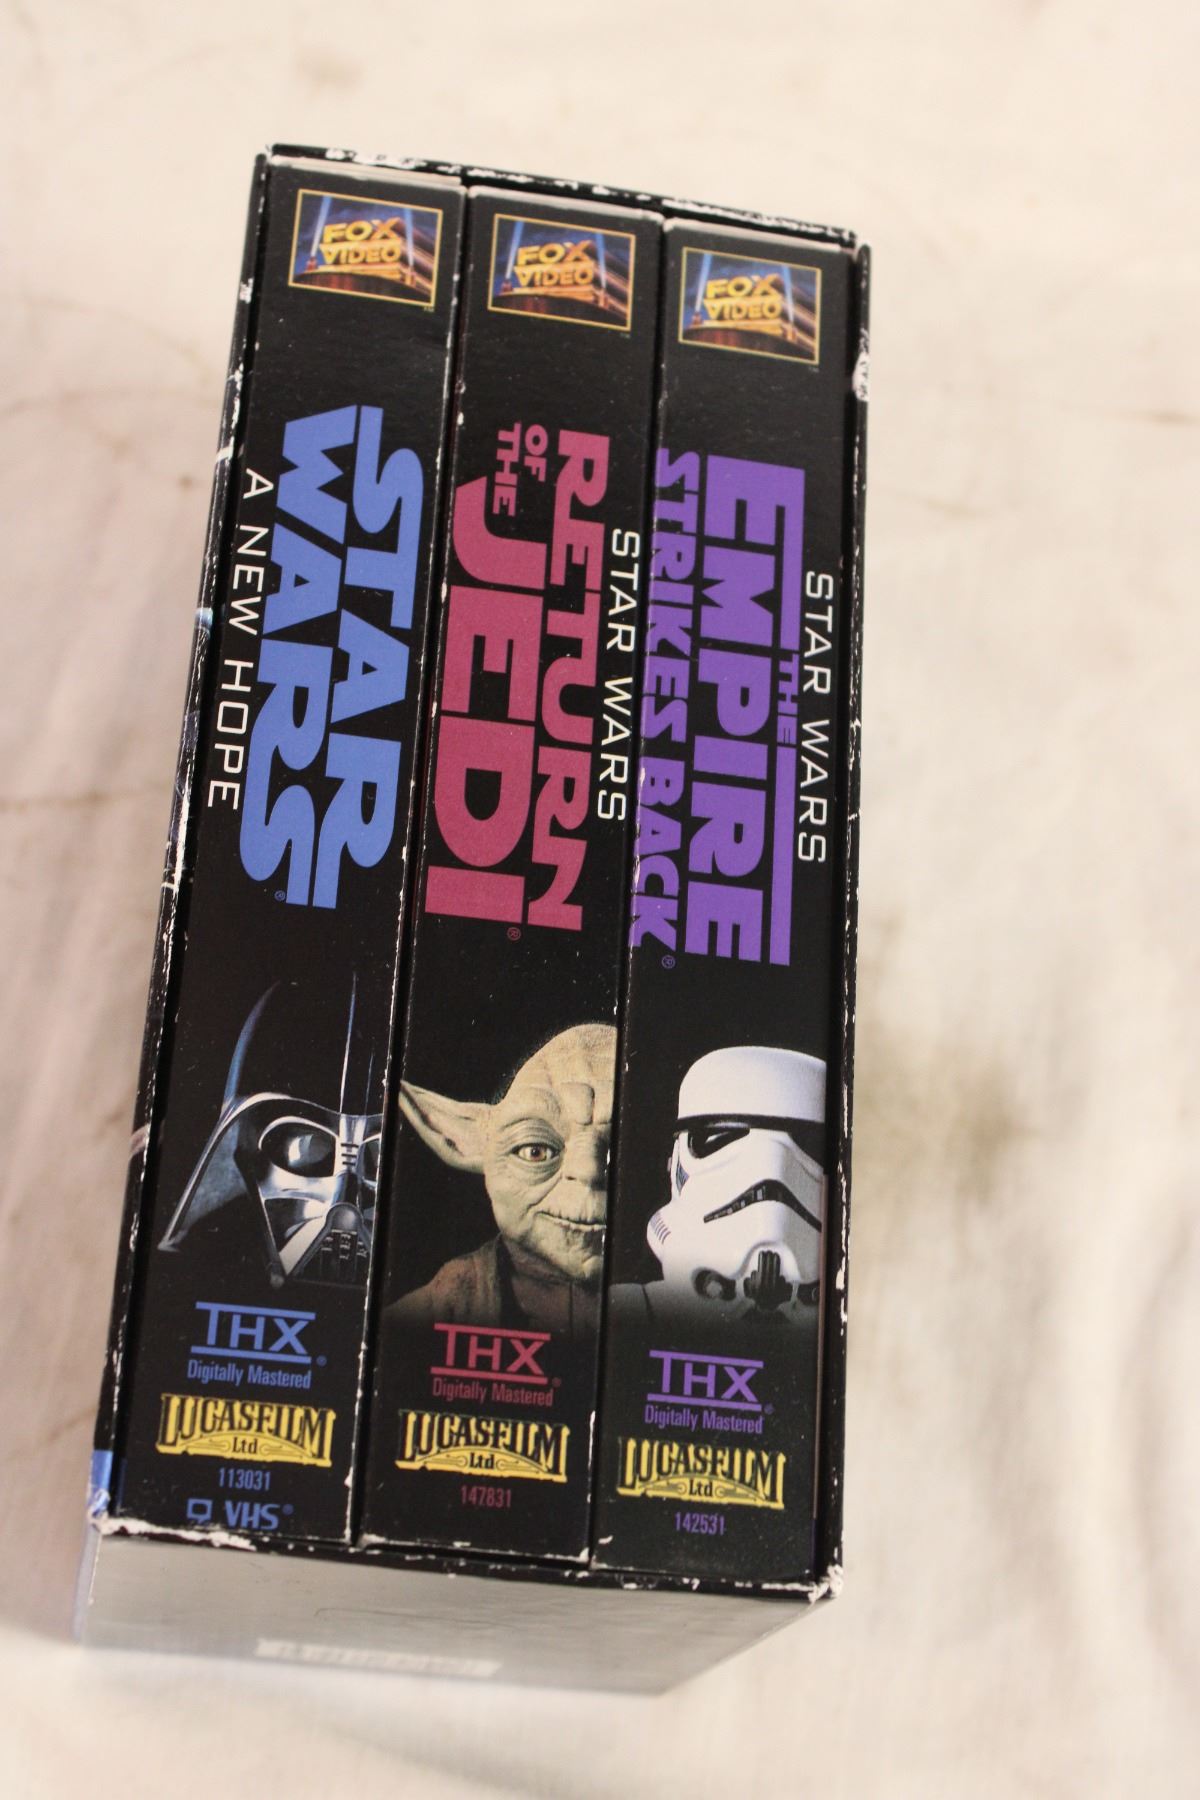 FOX
VIDEO
STAR
WARS®
A NEW HOPE
THX®
Digitally Mastered
LUCASFILM
Ltd
113031
VHS®
FOX
VIDEO
STAR WARS
RETURN
OF
THE
JEDI®
THX®
Digitally Mastered
LUCASFILM
Ltd
147831
FOX
VIDEO
STAR WARS
THE
EMPIRE
STRIKES BACK®
THX®
Digitally Mastered
LUCASFILM
Ltd
142531